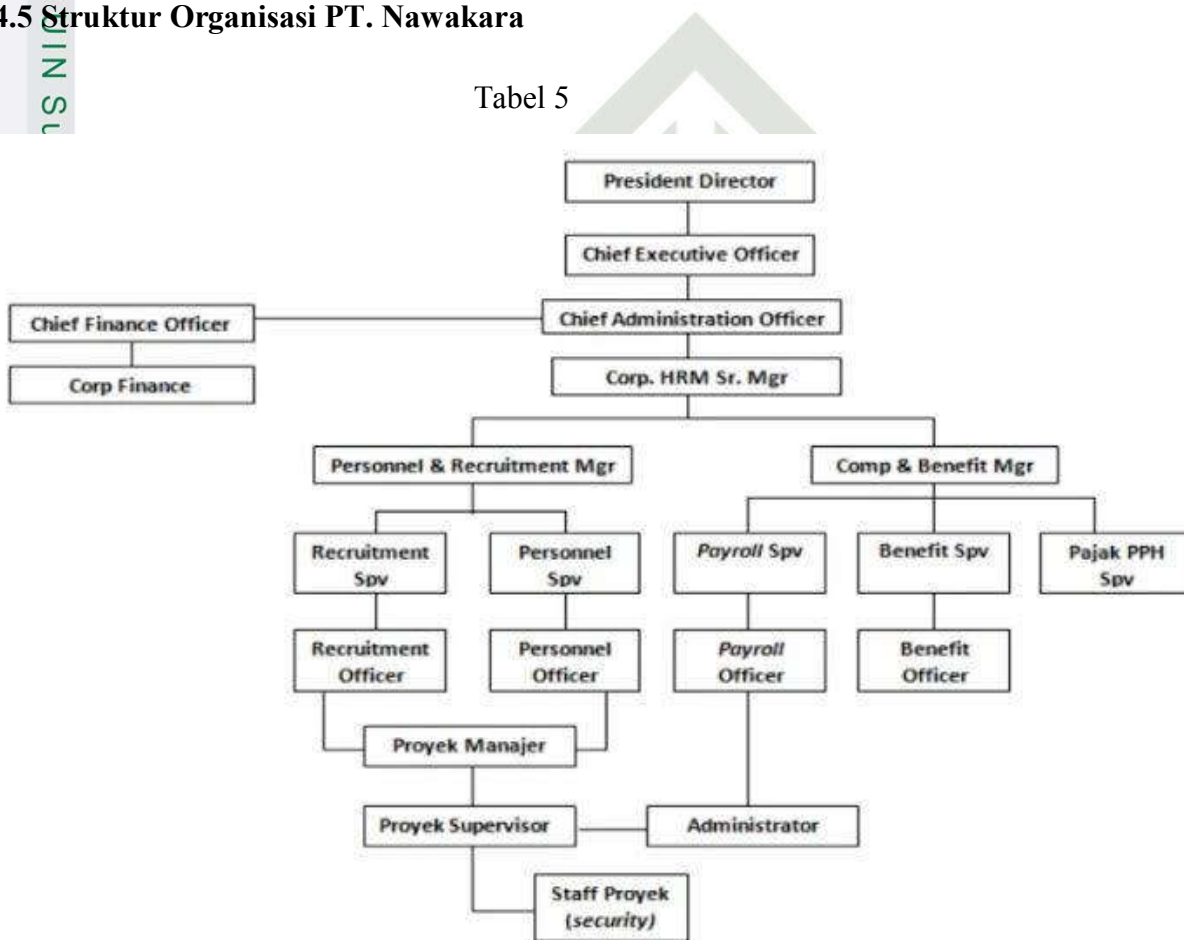 4.5 Struktur Organisasi PT. Nawakara
UIN Su
Tabel 5
President Director
Chief Executive Officer
Chief Finance Officer
Chief Administration Officer
Corp Finance
Corp. HRM Sr. Mgr
Personnel & Recruitment Mgr
Comp & Benefit Mgr
Recruitment
Spv
Personnel
Spv
Payroll Spv
Benefit Spv
Pajak PPH
Spv
Recruitment
Officer
Personnel
Officer
Payroll
Officer
Benefit
Officer
Proyek Manajer
Proyek Supervisor
Administrator
Staff Proyek
(security)